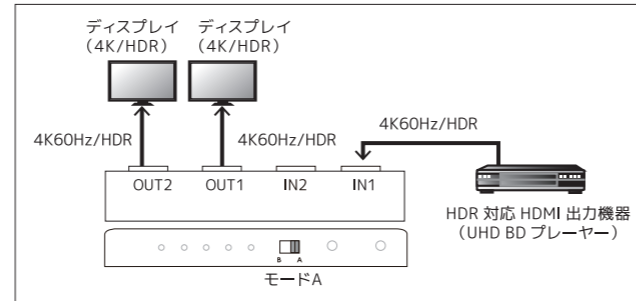 ディスプレイ
（4K/HDR）
ディスプレイ
（4K/HDR）
4K60Hz/HDR
4K60Hz/HDR
4K60Hz/HDR
OUT2
OUT1
IN2
IN1
HDR 対応 HDMI 出力機器
（UHD BD プレーヤー）
B A
モードA